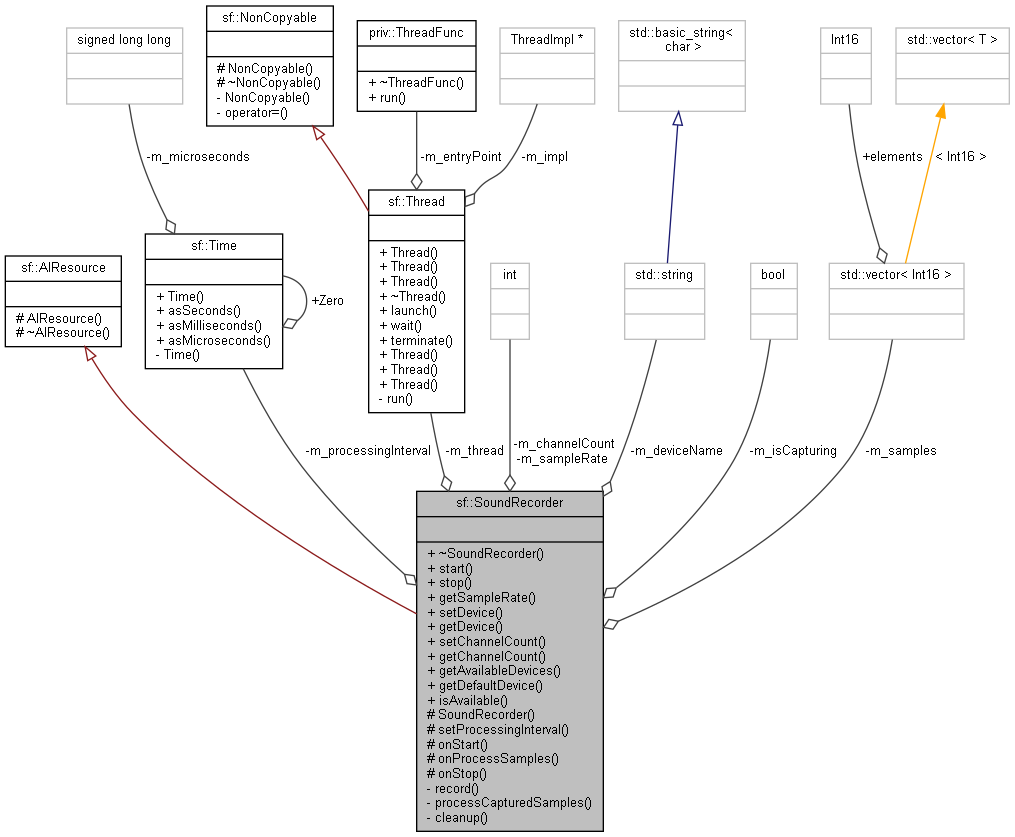 sf::NonCopyable
# NonCopyable()
# ~NonCopyable()
- NonCopyable()
- operator=()
priv::ThreadFunc
+ ~ThreadFunc()
+ run()
signed long long
ThreadImpl *
std::basic_string<
char >
Int16
std::vector< T >
-m_microseconds
-m_entryPoint
-m_impl
+elements
< Int16 >
sf::AlResource
# AlResource()
# ~AlResource()
sf::Time
+ Time()
+ asSeconds()
+ asMilliseconds()
+ asMicroseconds()
- Time()
+Zero
sf::Thread
+ Thread()
+ Thread()
+ Thread()
+ ~Thread()
+ launch()
+ wait()
+ terminate()
+ Thread()
+ Thread()
+ Thread()
- run()
int
std::string
bool
std::vector< Int16 >
-m_processingInterval
-m_thread
-m_channelCount
-m_sampleRate
-m_deviceName
-m_isCapturing
-m_samples
sf::SoundRecorder
+ ~SoundRecorder()
+ start()
+ stop()
+ getSampleRate()
+ setDevice()
+ getDevice()
+ setChannelCount()
+ getChannelCount()
+ getAvailableDevices()
+ getDefaultDevice()
+ isAvailable()
# SoundRecorder()
# setProcessingInterval()
# onStart()
# onProcessSamples()
# onStop()
- record()
- processCapturedSamples()
- cleanup()